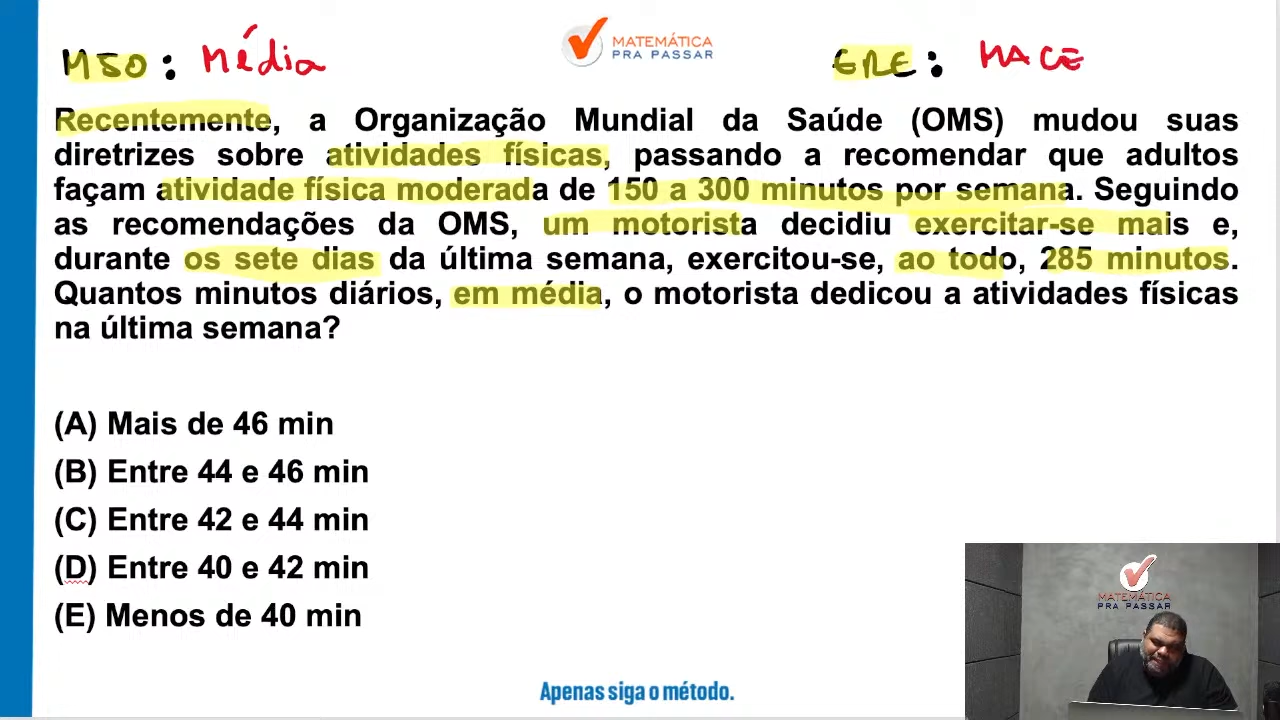 M50: Média
MATEMÁTICA
PRA PASSAR
GRE: MACE
Recentemente, a Organização Mundial da Saúde (OMS) mudou suas
diretrizes sobre atividades físicas, passando a recomendar que adultos
façam atividade física moderada de 150 a 300 minutos por semana. Seguindo
as recomendações da OMS, um motorista decidiu exercitar-se mais e,
durante os sete dias da última semana, exercitou-se, ao todo, 285 minutos.
Quantos minutos diários, em média, o motorista dedicou a atividades físicas
na última semana?
(A) Mais de 46 min
(B) Entre 44 e 46 min
(C) Entre 42 e 44 min
(D) Entre 40 e 42 min
(E) Menos de 40 min
MATEMÁTICA
PRA PASSAR
Apenas siga o método.